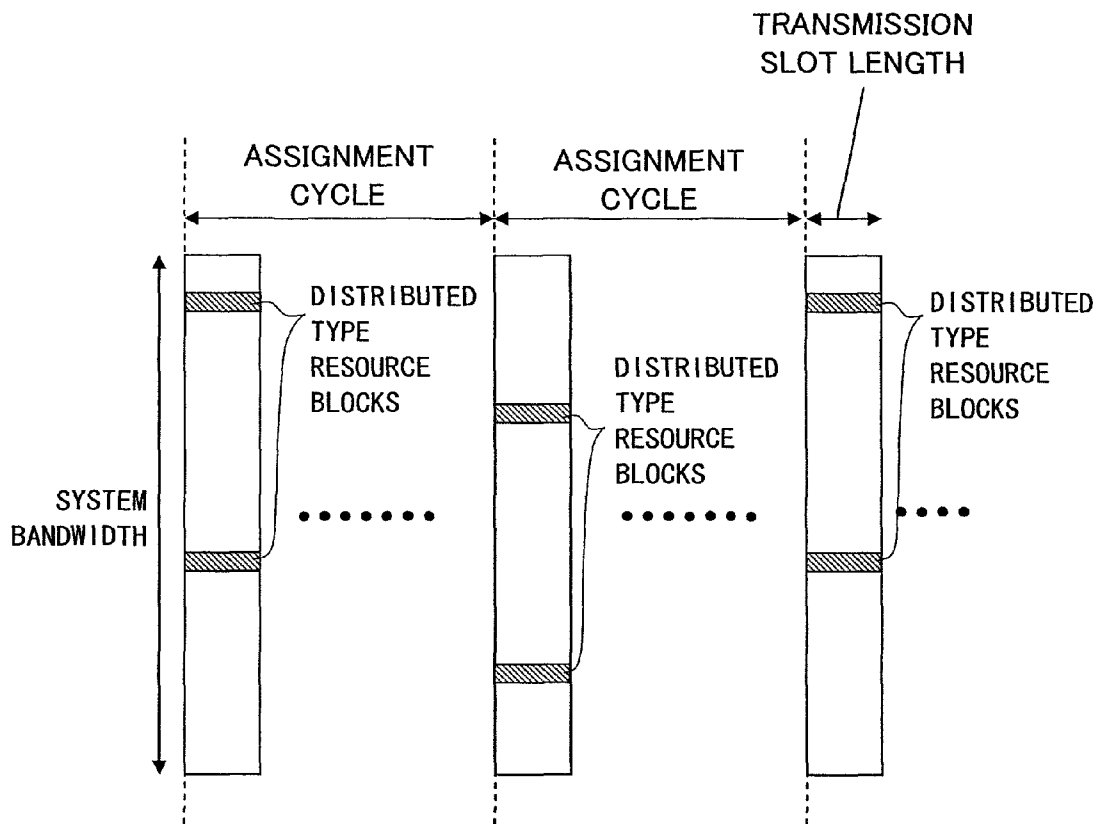 TRANSMISSION
SLOT LENGTH
ASSIGNMENT
CYCLE
ASSIGNMENT
CYCLE
DISTRIBUTED
TYPE
RESOURCE
BLOCKS
DISTRIBUTED
TYPE
RESOURCE
BLOCKS
DISTRIBUTED
TYPE
RESOURCE
BLOCKS
SYSTEM
BANDWIDTH